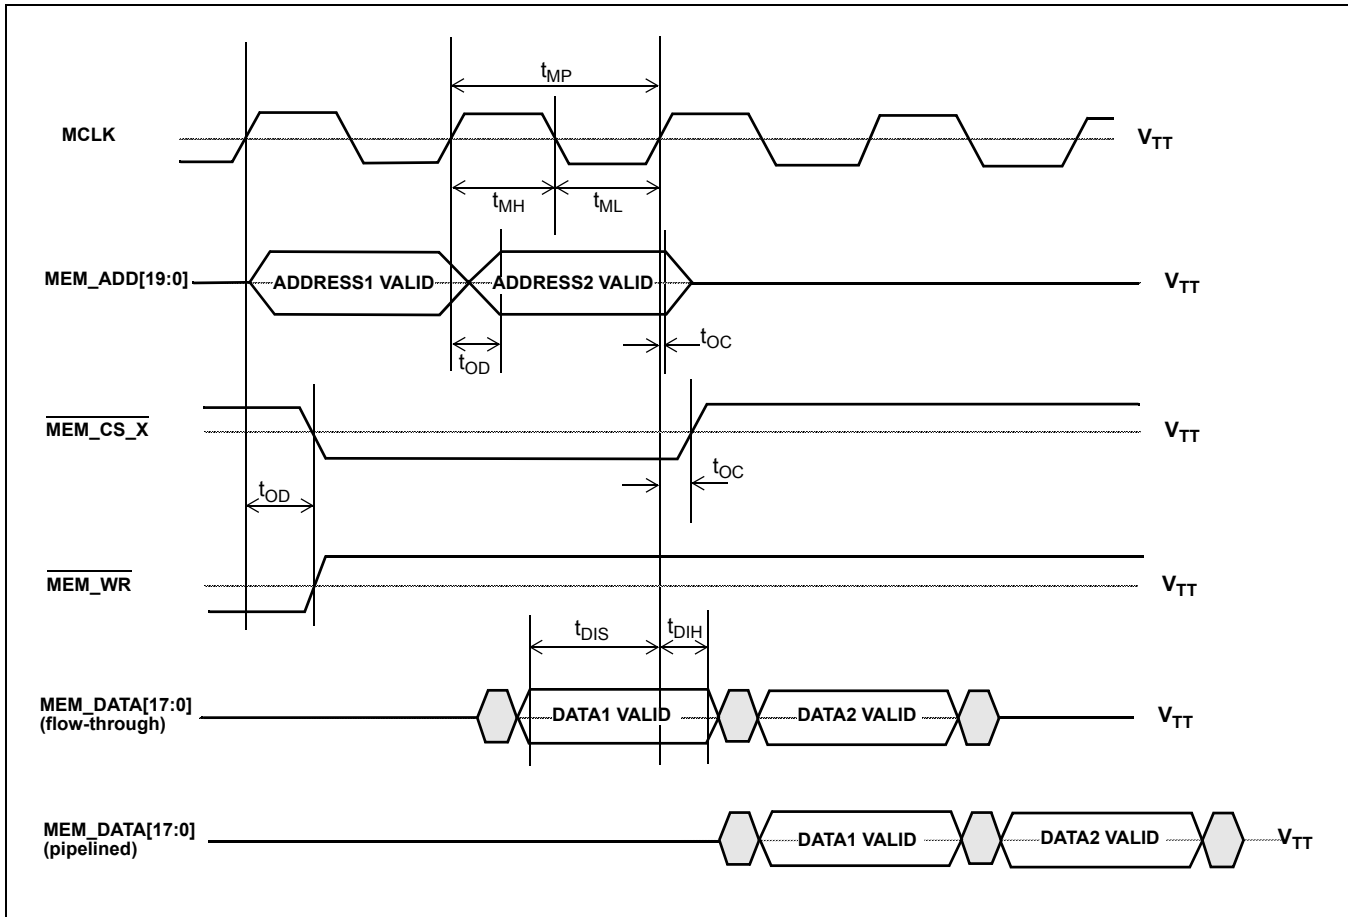 t_MP
MCLK
V_TT
t_MH
t_ML
MEM_ADD[19:0]
ADDRESS1 VALID
ADDRESS2 VALID
V_TT
t_OD
t_OC
MEM_CS_X
V_TT
t_OC
t_OD
MEM_WR
V_TT
t_DIS
t_DIH
MEM_DATA[17:0]
(flow-through)
DATA1 VALID
DATA2 VALID
V_TT
MEM_DATA[17:0]
(pipelined)
DATA1 VALID
DATA2 VALID
V_TT